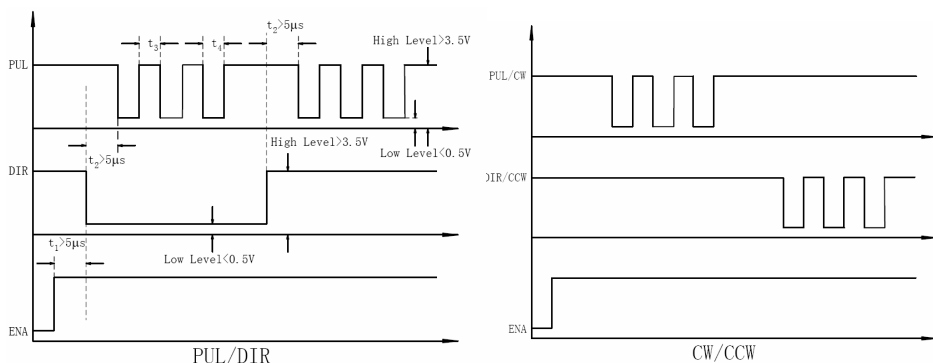 t₂>5μs
t₃
t₄
High Level>3.5V
PUL
PUL/CW
Low Level<0.5V
t₂>5μs
High Level>3.5V
DIR
DIR/CCW
t₁>5μs
Low Level<0.5V
ENA
ENA
PUL/DIR
CW/CCW